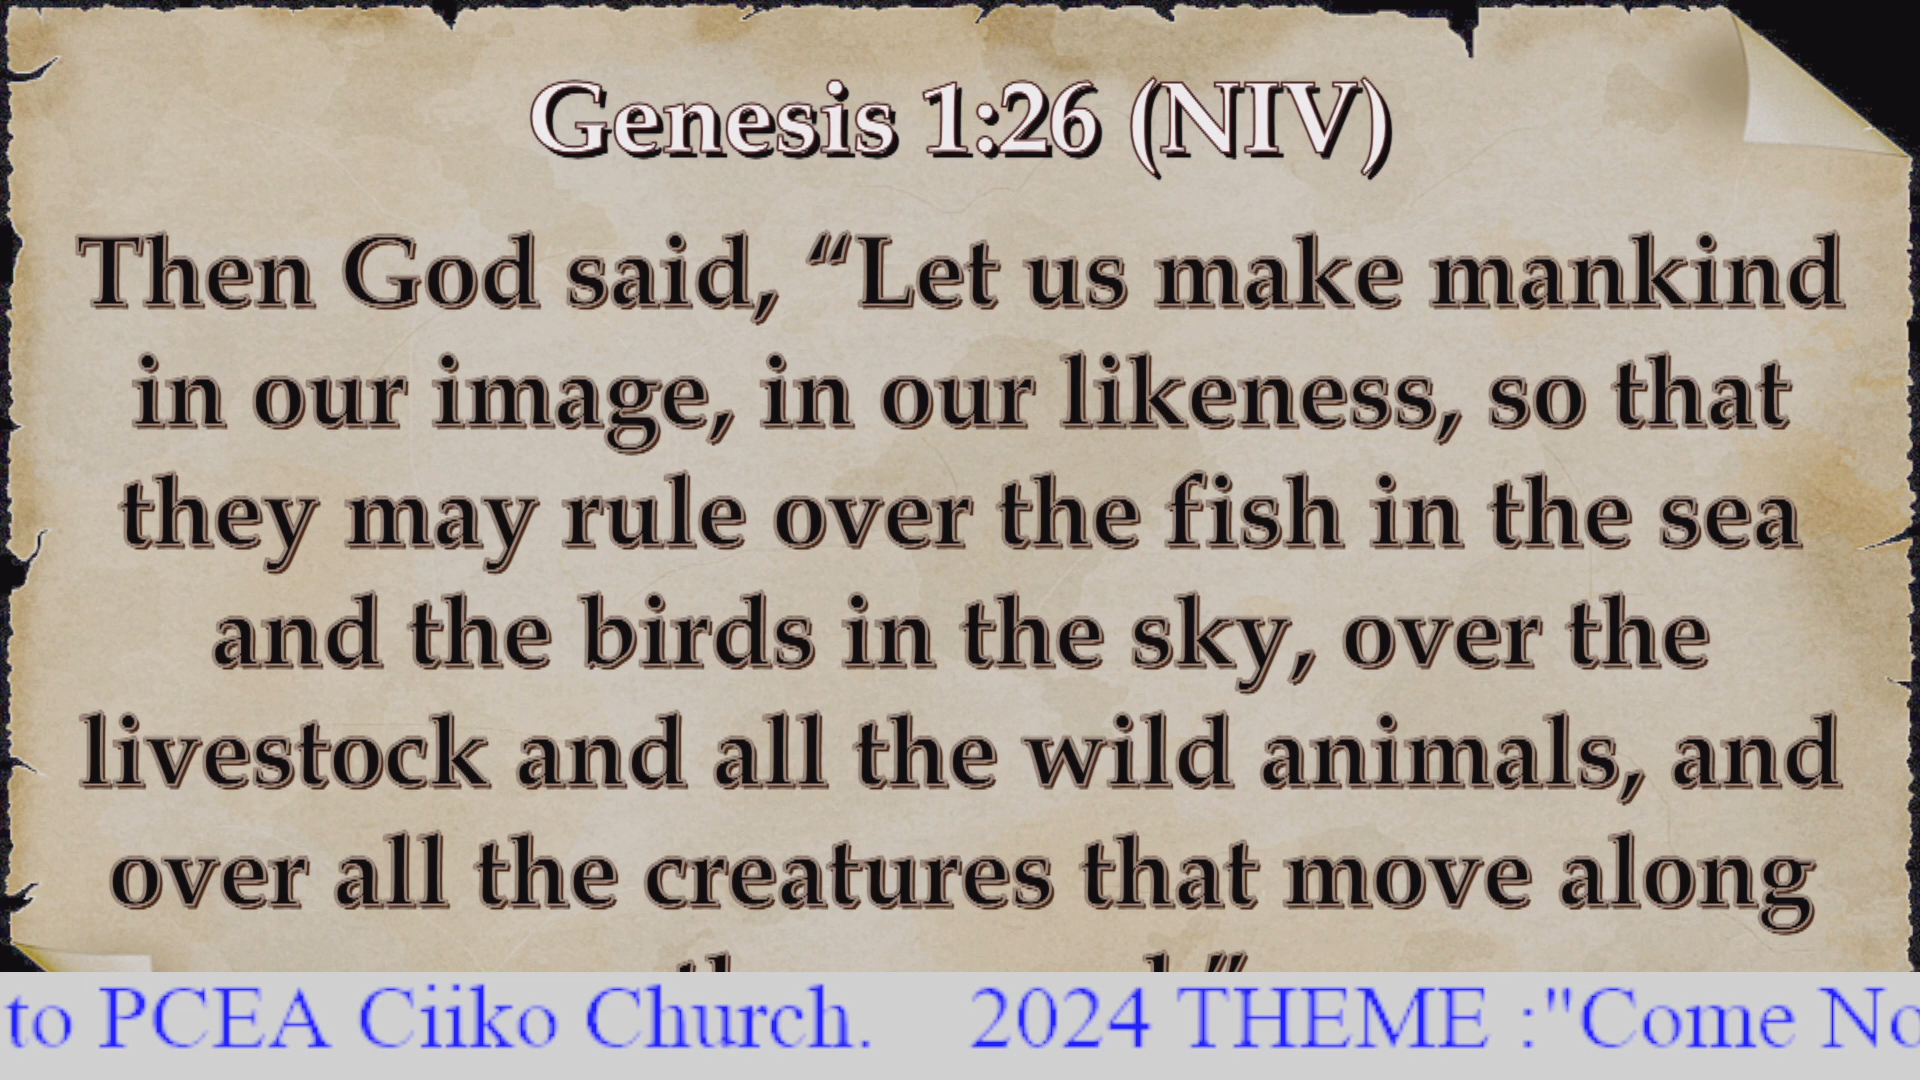 Genesis 1:26 (NIV)
Then God said, “Let us make mankind
in our image, in our likeness, so that
they may rule over the fish in the sea
and the birds in the sky, over the
livestock and all the wild animals, and
over all the creatures that move along
to PCEA Ciiko Church. 2024 THEME :"Come No